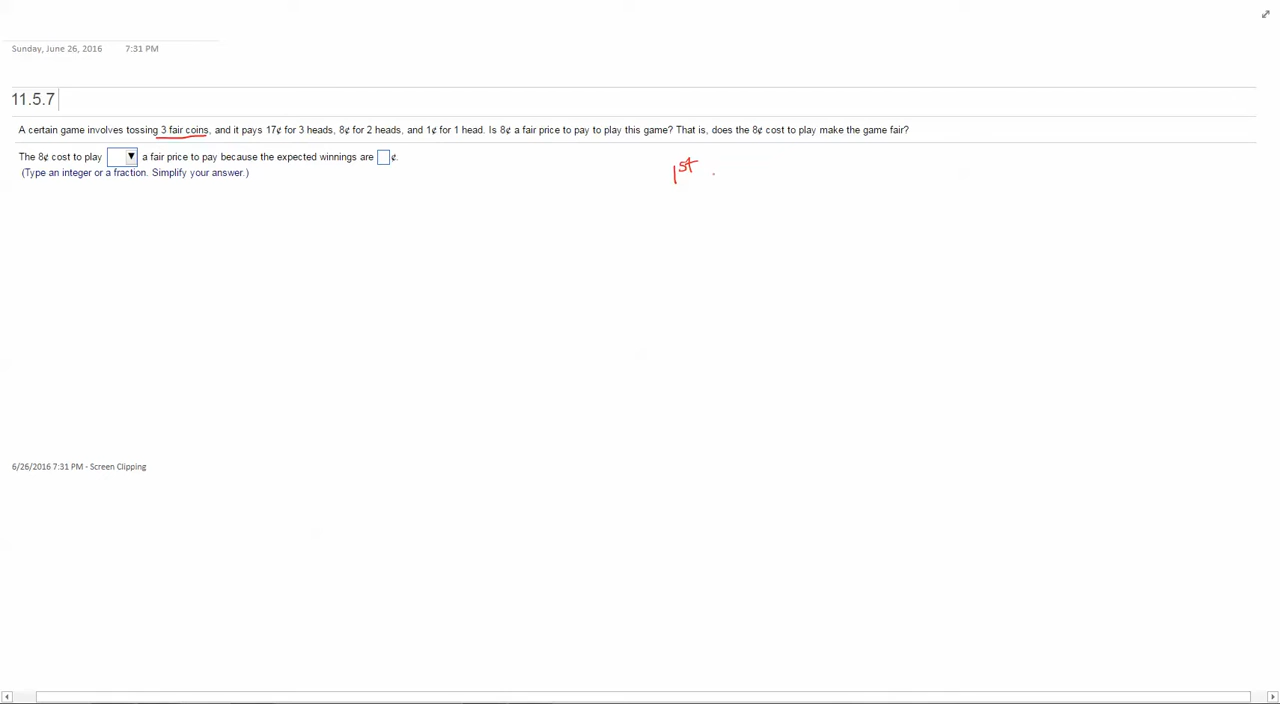 Sunday, June 26, 2016 7:31 PM
11.5.7
A certain game involves tossing 3 fair coins, and it pays 17¢ for 3 heads, 8¢ for 2 heads, and 1¢ for 1 head. Is 8¢ a fair price to pay to play this game? That is, does the 8¢ cost to play make the game fair?
1st
The 8¢ cost to play a fair price to pay because the expected winnings are ¢.
(Type an integer or a fraction. Simplify your answer.)
6/26/2016 7:31 PM - Screen Clipping